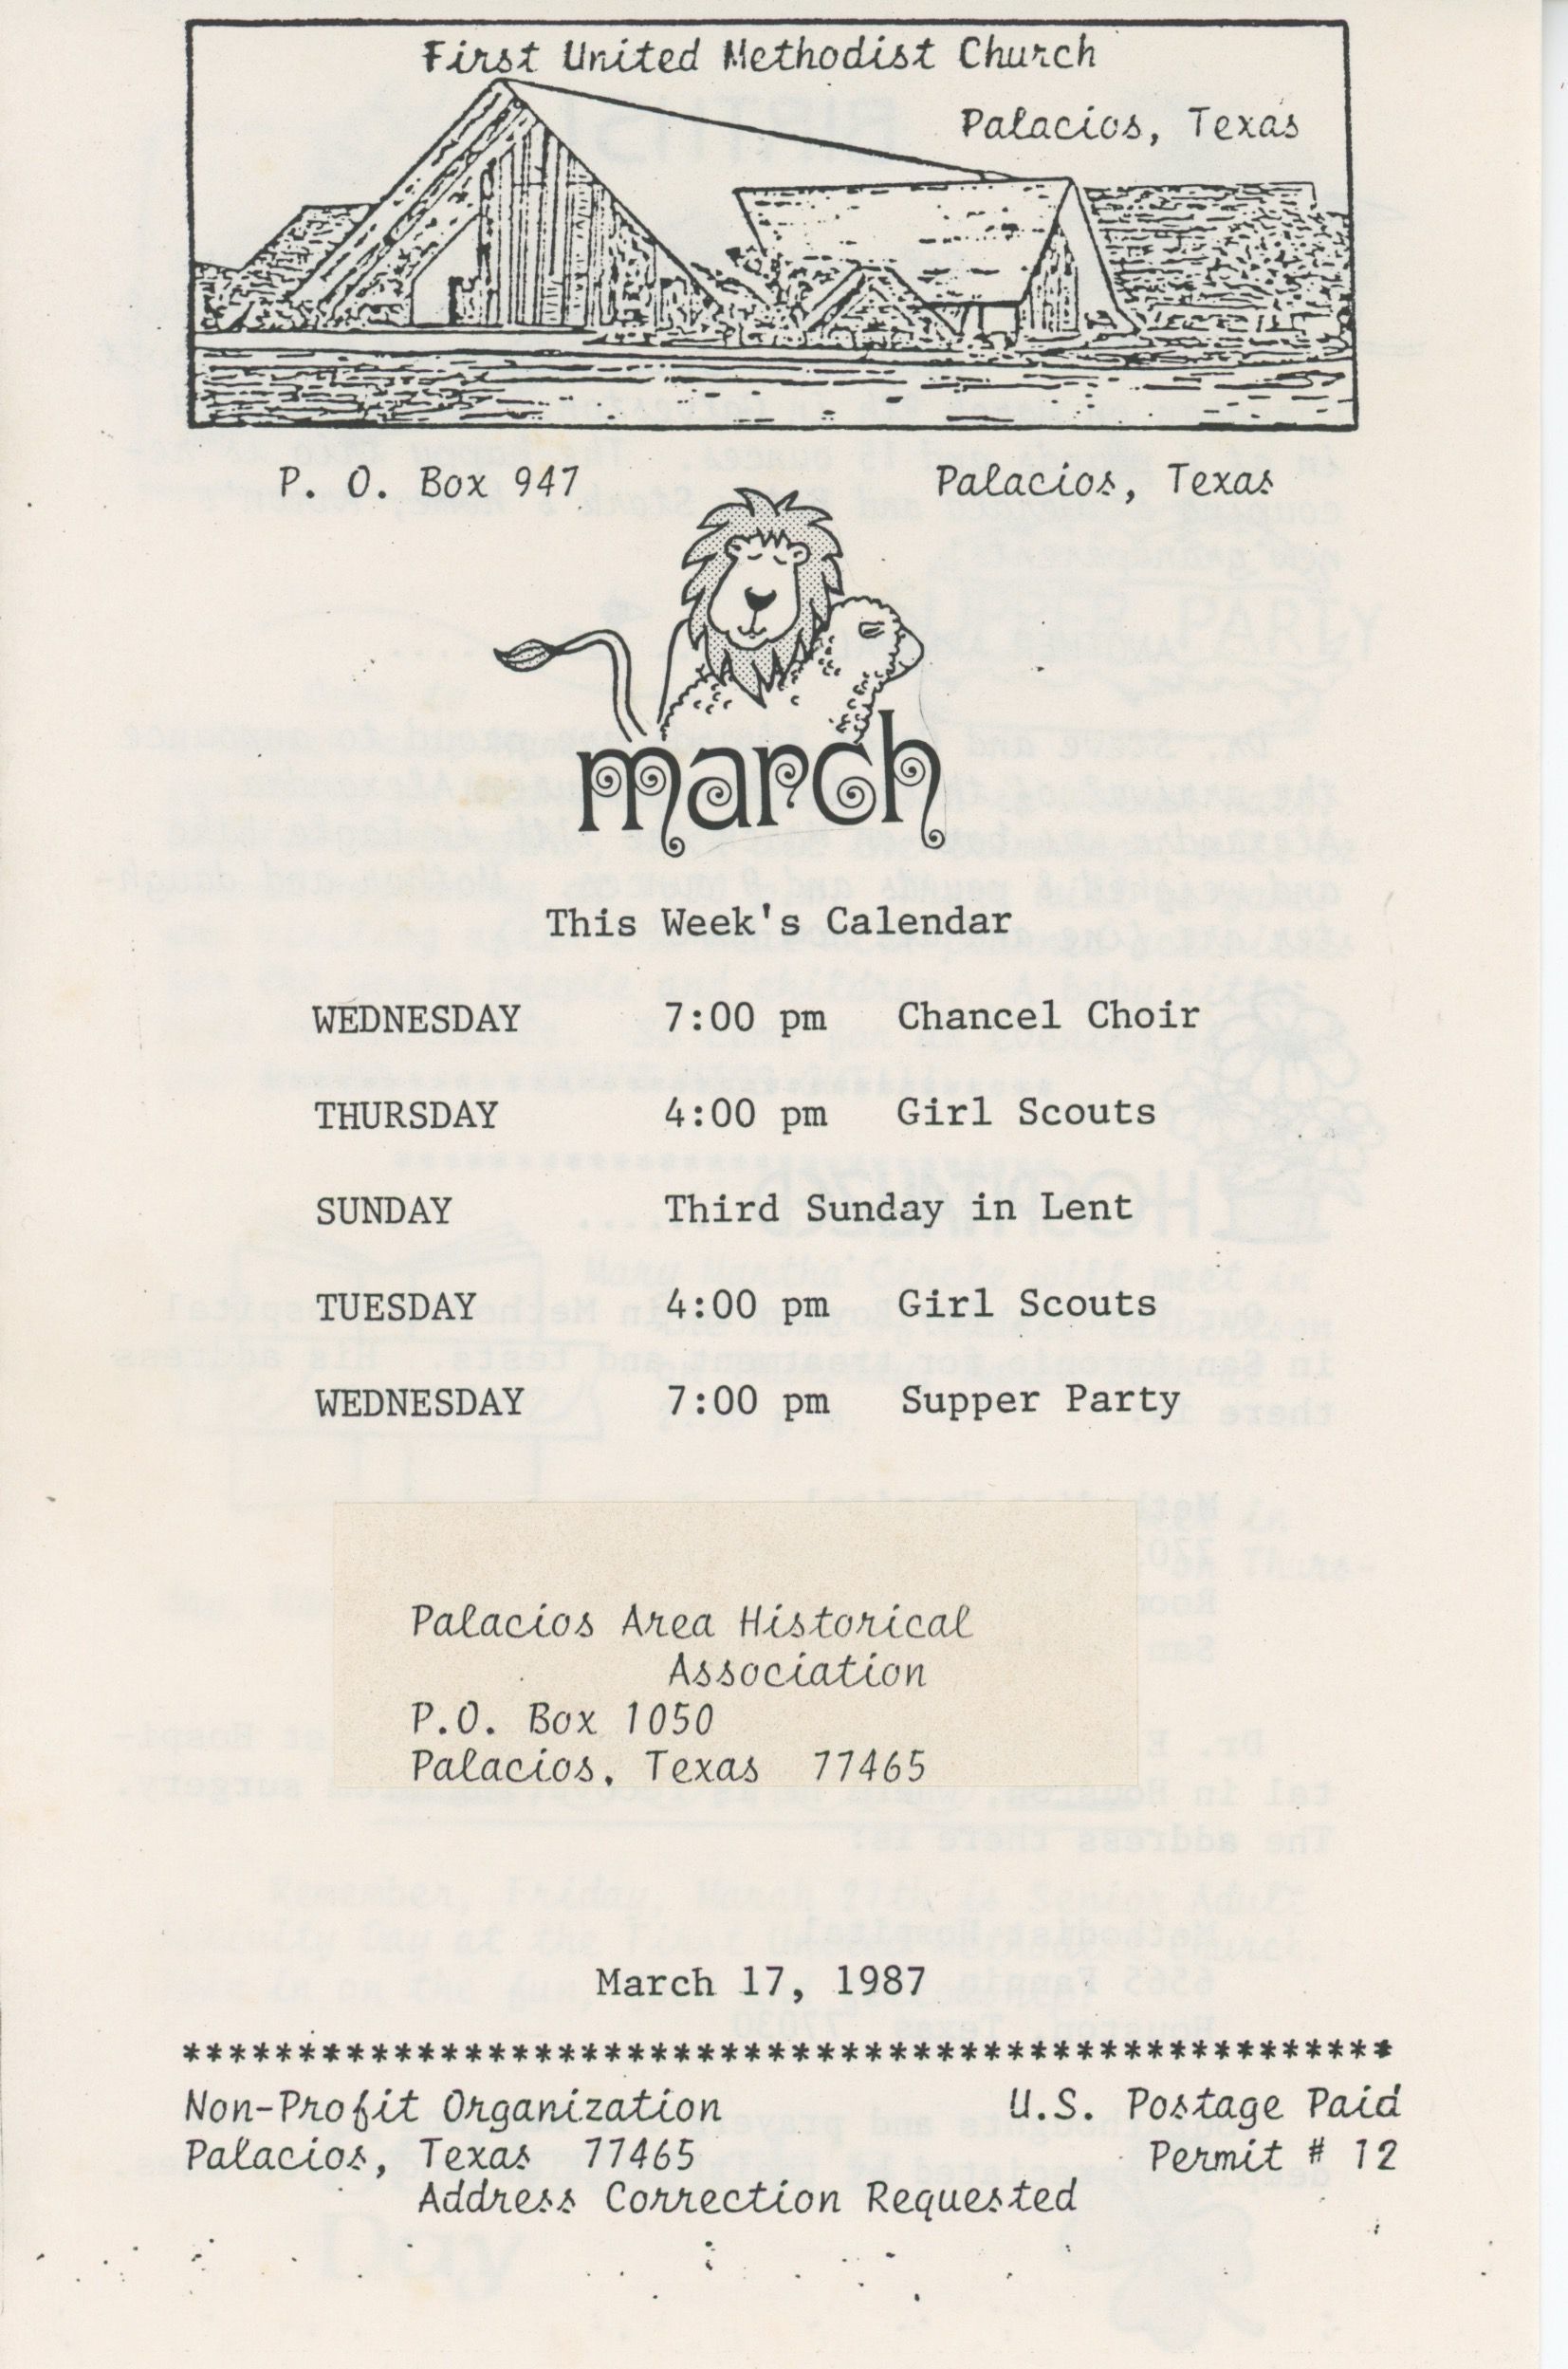 First United Methodist Church
Palacios, Texas
P. O. Box 947 Palacios, Texas
march
This Week's Calendar
WEDNESDAY 7:00 pm Chancel Choir
THURSDAY 4:00 pm Girl Scouts
SUNDAY Third Sunday in Lent
TUESDAY 4:00 pm Girl Scouts
WEDNESDAY 7:00 pm Supper Party
Palacios Area Historical
Association
P.O. Box 1050
Palacios, Texas 77465
March 17, 1987
****************************************************
Non-Profit Organization U.S. Postage Paid
Palacios, Texas 77465 Permit # 12
Address Correction Requested